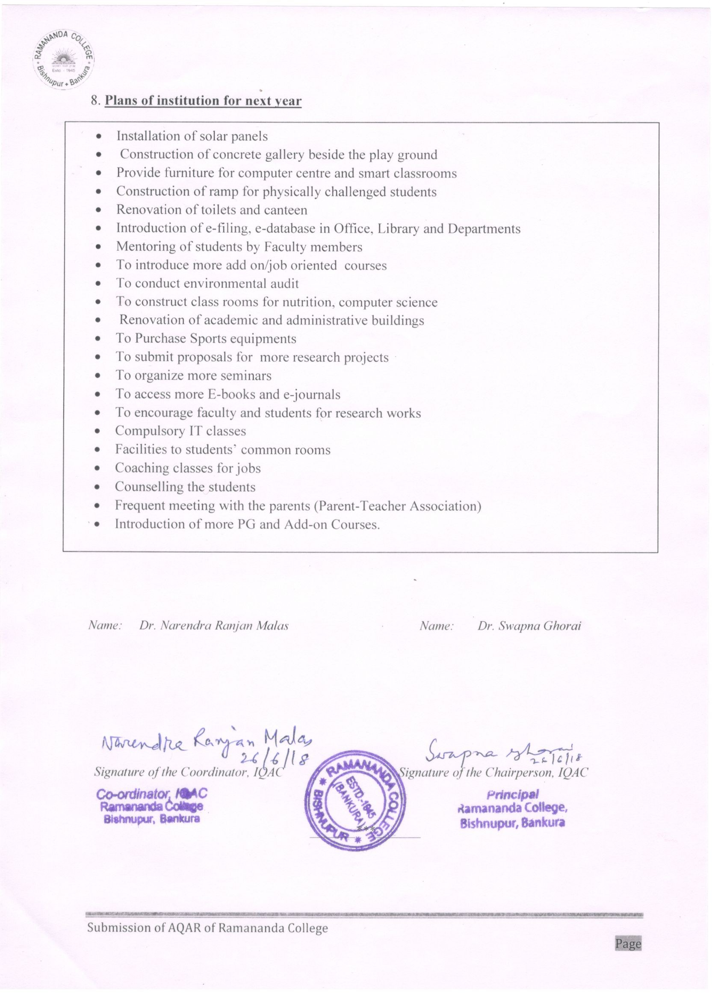 RAMANANDA COLLEGE
Estd. - 1945
Bishnupur * Bankura
8. Plans of institution for next year
• Installation of solar panels
• Construction of concrete gallery beside the play ground
• Provide furniture for computer centre and smart classrooms
• Construction of ramp for physically challenged students
• Renovation of toilets and canteen
• Introduction of e-filing, e-database in Office, Library and Departments
• Mentoring of students by Faculty members
• To introduce more add on/job oriented courses
• To conduct environmental audit
• To construct class rooms for nutrition, computer science
• Renovation of academic and administrative buildings
• To Purchase Sports equipments
• To submit proposals for more research projects
• To organize more seminars
• To access more E-books and e-journals
• To encourage faculty and students for research works
• Compulsory IT classes
• Facilities to students’ common rooms
• Coaching classes for jobs
• Counselling the students
• Frequent meeting with the parents (Parent-Teacher Association)
• Introduction of more PG and Add-on Courses.
Name: Dr. Narendra Ranjan Malas Name: Dr. Swapna Ghorai
Narendra Ranjan Malas
26/6/18
Swapna Ghorai
26/6/18
Signature of the Coordinator, IQAC Signature of the Chairperson, IQAC
Co-ordinator, IQAC
Ramananda College
Bishnupur, Bankura
RAMANANDA COLLEGE
BISHNUPUR
ESTD.-1945
(BANKURA)
***
Principal
Ramananda College,
Bishnupur, Bankura
Submission of AQAR of Ramananda College
Page